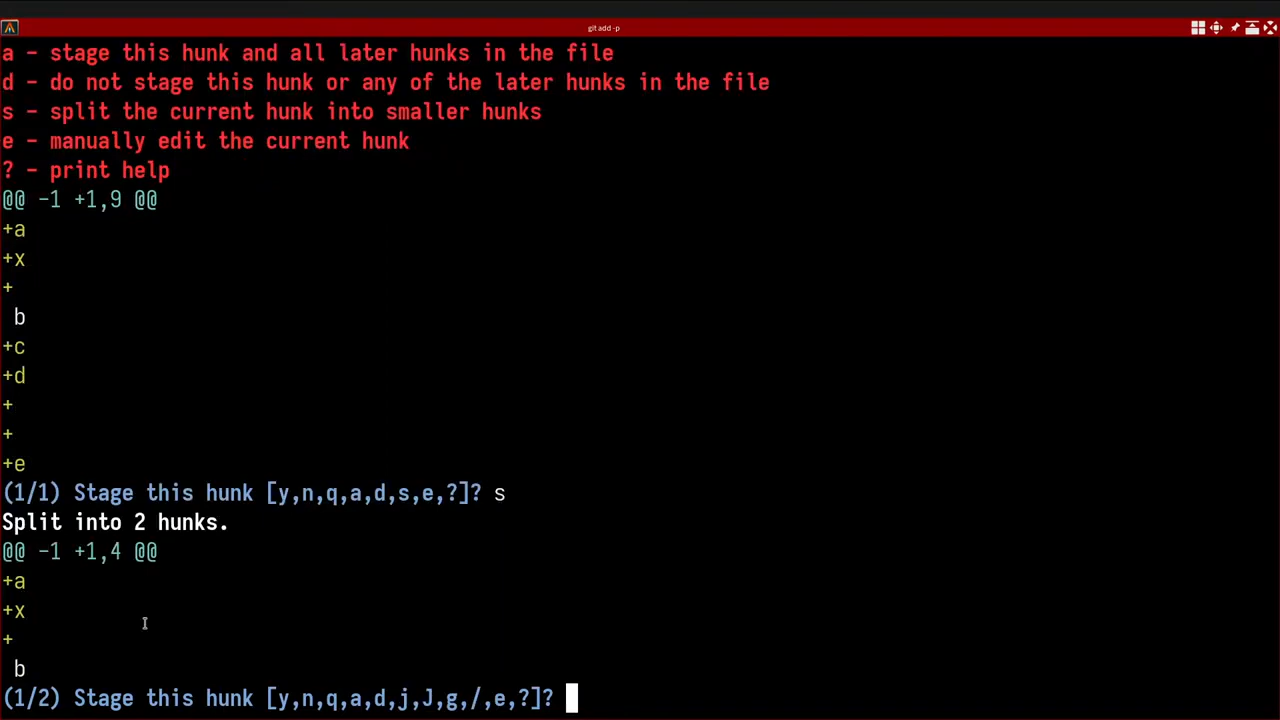 git add -p
a - stage this hunk and all later hunks in the file
d - do not stage this hunk or any of the later hunks in the file
s - split the current hunk into smaller hunks
e - manually edit the current hunk
? - print help
@@ -1 +1,9 @@
+a
+x
+
 b
+c
+d
+
+
+e
(1/1) Stage this hunk [y,n,q,a,d,s,e,?]? s
Split into 2 hunks.
@@ -1 +1,4 @@
+a
+x
+
 b
(1/2) Stage this hunk [y,n,q,a,d,j,J,g,/,e,?]?